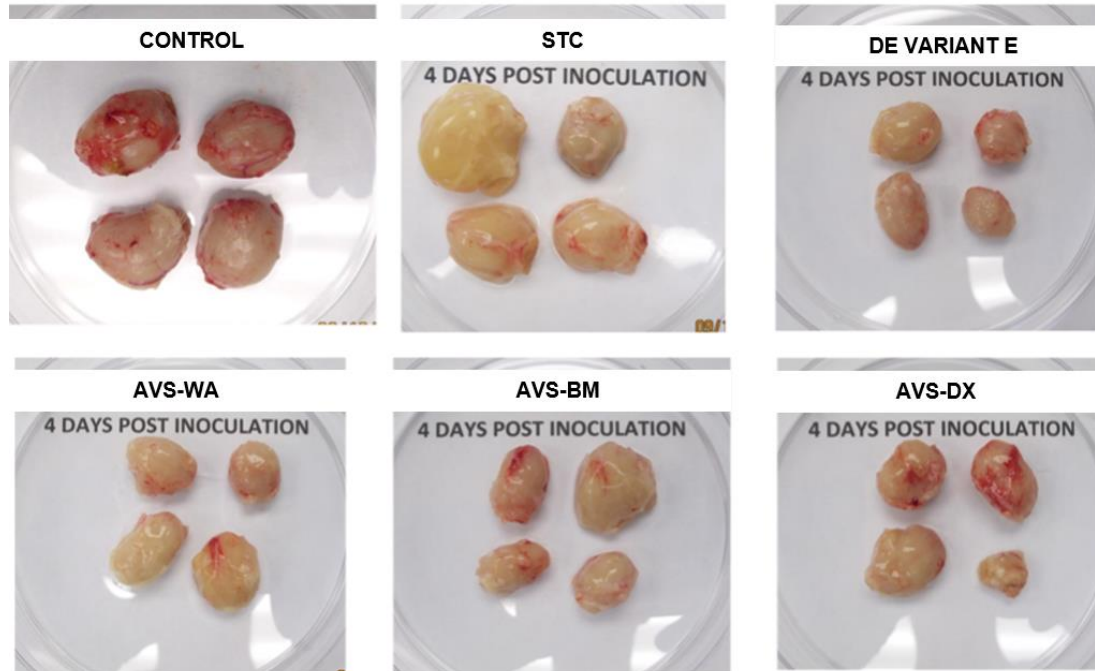 CONTROL
STC
DE VARIANT E
4 DAYS POST INOCULATION
4 DAYS POST INOCULATION
AVS-WA
AVS-BM
AVS-DX
4 DAYS POST INOCULATION
4 DAYS POST INOCULATION
4 DAYS POST INOCULATION